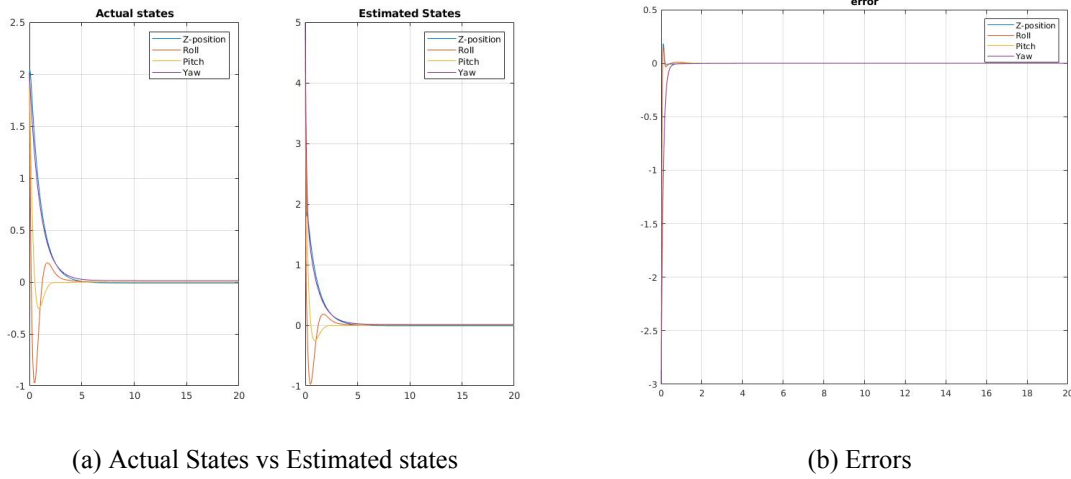 Actual states
2.5
2
1.5
1
0.5
0
-0.5
-1
0 5 10 15 20
Z-position
Roll
Pitch
Yaw
Estimated States
5
4
3
2
1
0
-1
0 5 10 15 20
Z-position
Roll
Pitch
Yaw
error
0.5
0
-0.5
-1
-1.5
-2
-2.5
-3
0 2 4 6 8 10 12 14 16 18 20
Z-position
Roll
Pitch
Yaw
(a) Actual States vs Estimated states
(b) Errors